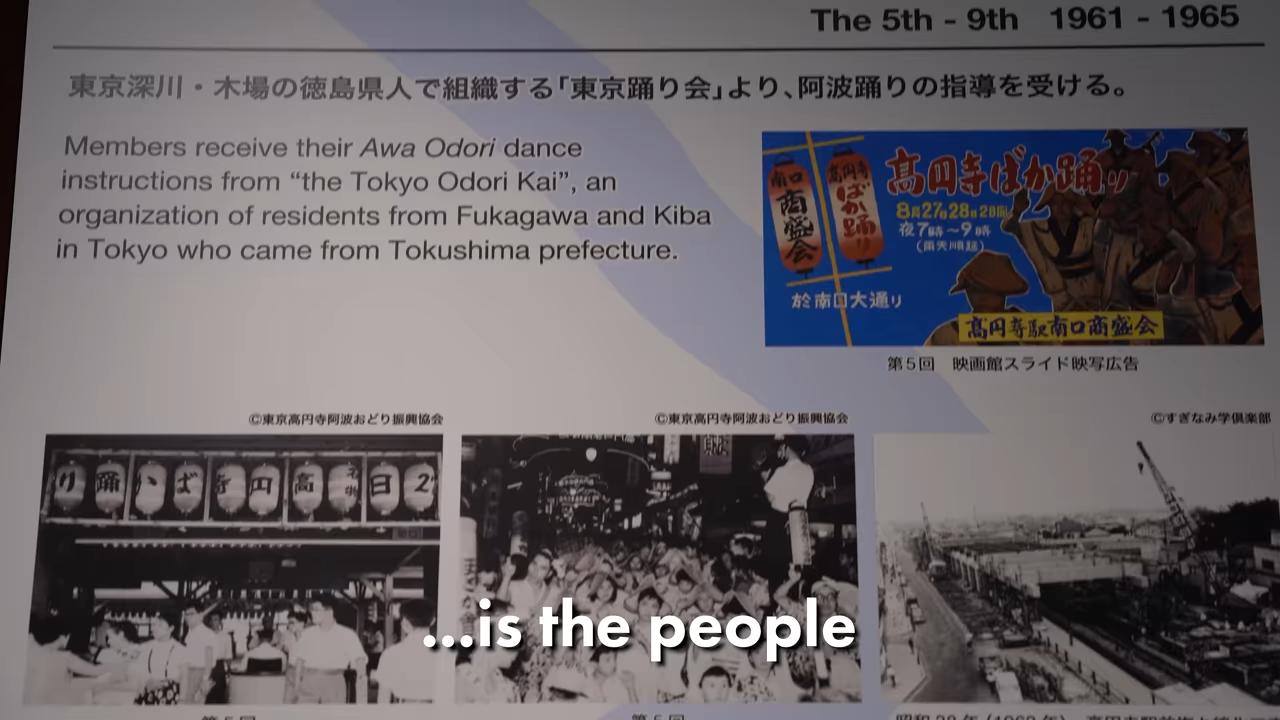 The 5th - 9th 1961 - 1965
東京深川・木場の徳島県人で組織する「東京踊り会」より、阿波踊りの指導を受ける。
Members receive their Awa Odori dance
instructions from “the Tokyo Odori Kai”, an
organization of residents from Fukagawa and Kiba
in Tokyo who came from Tokushima prefecture.
南口商盛会
高円寺ばか踊り
高円寺ばか踊り
8月27日28日2日間
夜7時〜9時
(雨天順延)
於南口大通り
高円寺駅南口商盛会
第5回 映画館スライド映写広告
©東京高円寺阿波おどり振興協会
©東京高円寺阿波おどり振興協会
©すぎなみ学倶楽部
り踊かば寺円高
日2
...is the people
第5回
第5回